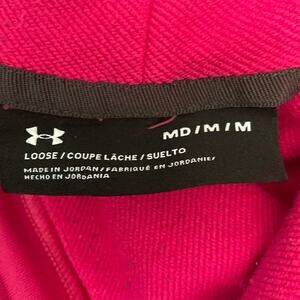 MD/M/M
LOOSE/COUPE LÂCHE/SUELTO
MADE IN JORDAN/FABRIQUÉ EN JORDANIE/
HECHO EN JORDANIA